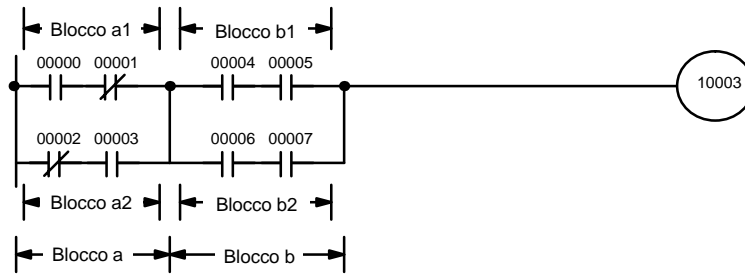 Blocco a1 Blocco b1
00000 00001 00004 00005
10003
00002 00003 00006 00007
Blocco a2 Blocco b2
Blocco a Blocco b